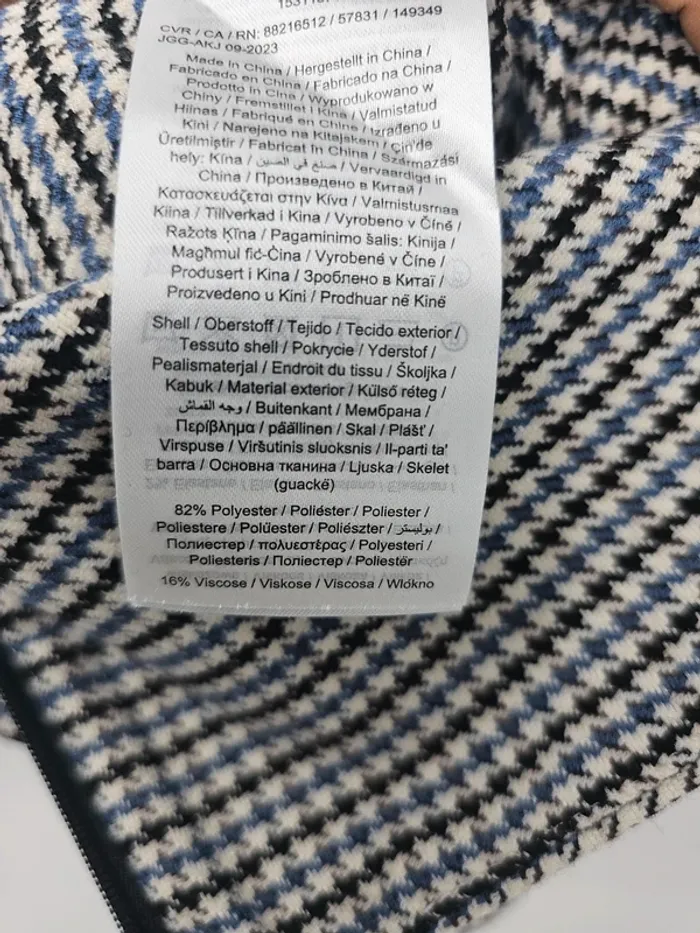 CVR / CA / RN: 88216512 / 57831 / 149349
JGG-AKJ 09-2023
Made in China / Hergestellt in China /
Fabricado en China / Fabricado na China /
Prodotto in Cina / Wyprodukowano w
Chiny / Fremstillet i Kina / Valmistatud
Hiinas / Fabriqué en Chine / Izrađeno u
Kini / Narejeno na Kitajskem / Çin'de
Üretilmiştir / Fabricat în China / Származási
hely: Kína / صنع في الصين / Vervaardigd in
China / Произведено в Китай /
Κατασκευάζεται στην Κίνα / Valmistusmaa
Kiina / Tillverkad i Kina / Vyrobeno v Číně /
Ražots Ķīna / Pagaminimo šalis: Kinija /
Magħmul fiċ-Ċina / Vyrobené v Číne /
Produsert i Kina / Зроблено в Китаї /
Proizvedeno u Kini / Prodhuar në Kinë
Shell / Oberstoff / Tejido / Tecido exterior /
Tessuto shell / Pokrycie / Yderstof /
Pealismaterjal / Endroit du tissu / Školjka /
Kabuk / Material exterior / Külső réteg /
وجه القماش / Buitenkant / Мембрана /
Περίβλημα / päällinen / Skal / Plášť /
Virspuse / Viršutinis sluoksnis / Il-parti ta'
barra / Основна тканина / Ljuska / Skelet
(guackë)
82% Polyester / Poliéster / Poliester /
Poliestere / Polüester / Poliészter / بوليستر /
Полиестер / πολυεστέρας / Polyesteri /
Poliesteris / Поліестер / Poliestër
16% Viscose / Viskose / Viscosa / Włókno